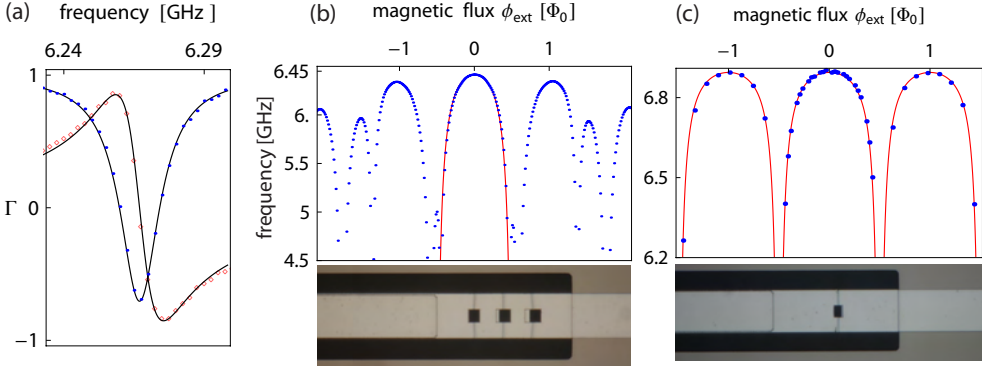 (a)
frequency [GHz]
6.24 6.29
1
Γ 0
−1
(b)
magnetic flux ϕext [Φ0]
−1 0 1
6.45
6.
5.5
5
4.5
frequency [GHz]
(c)
magnetic flux ϕext [Φ0]
−1 0 1
6.8
6.5
6.2